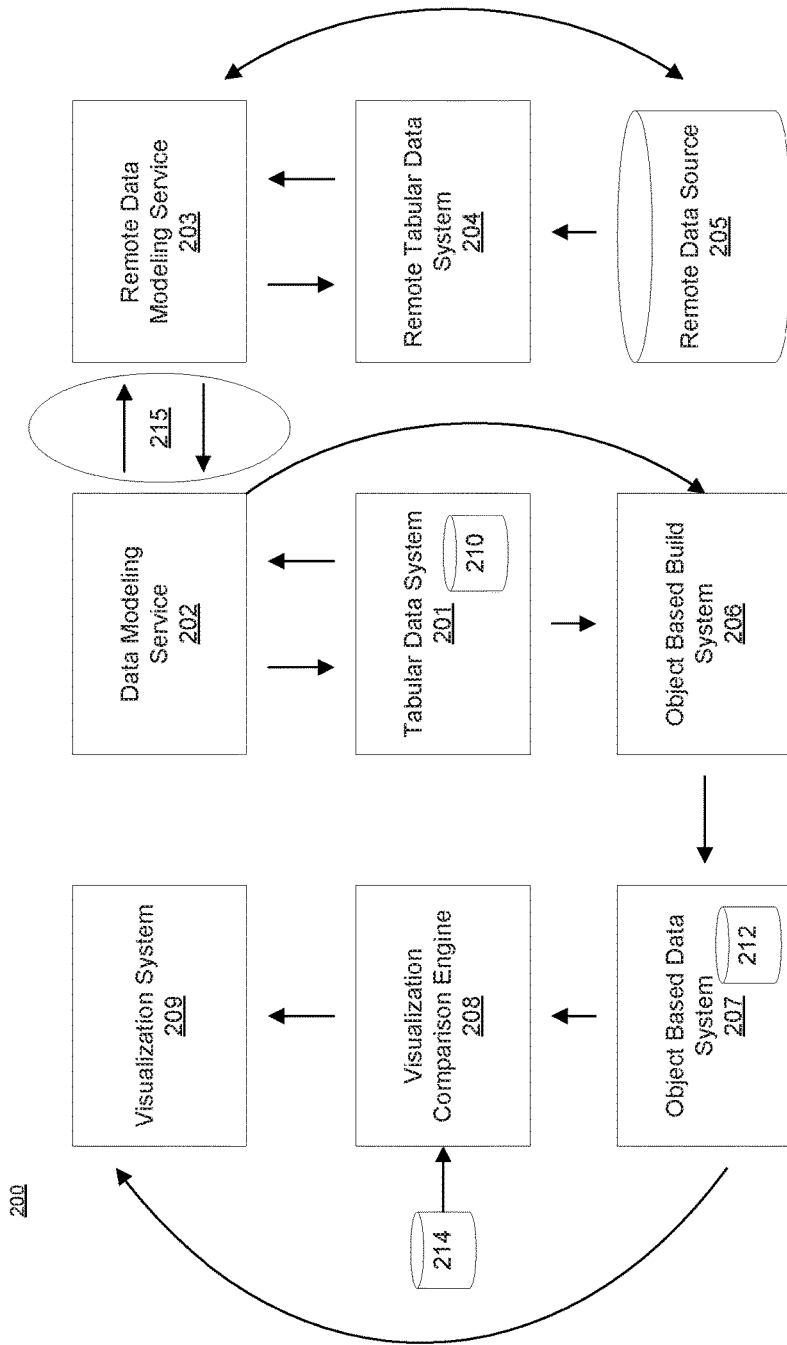 200
Visualization System
209
Data Modeling
Service
202
215
Remote Data
Modeling Service
203
214
Visualization
Comparison Engine
208
Tabular Data System
201
210
Remote Tabular Data
System
204
Object Based Data
System
207
212
Object Based Build
System
206
Remote Data Source
205